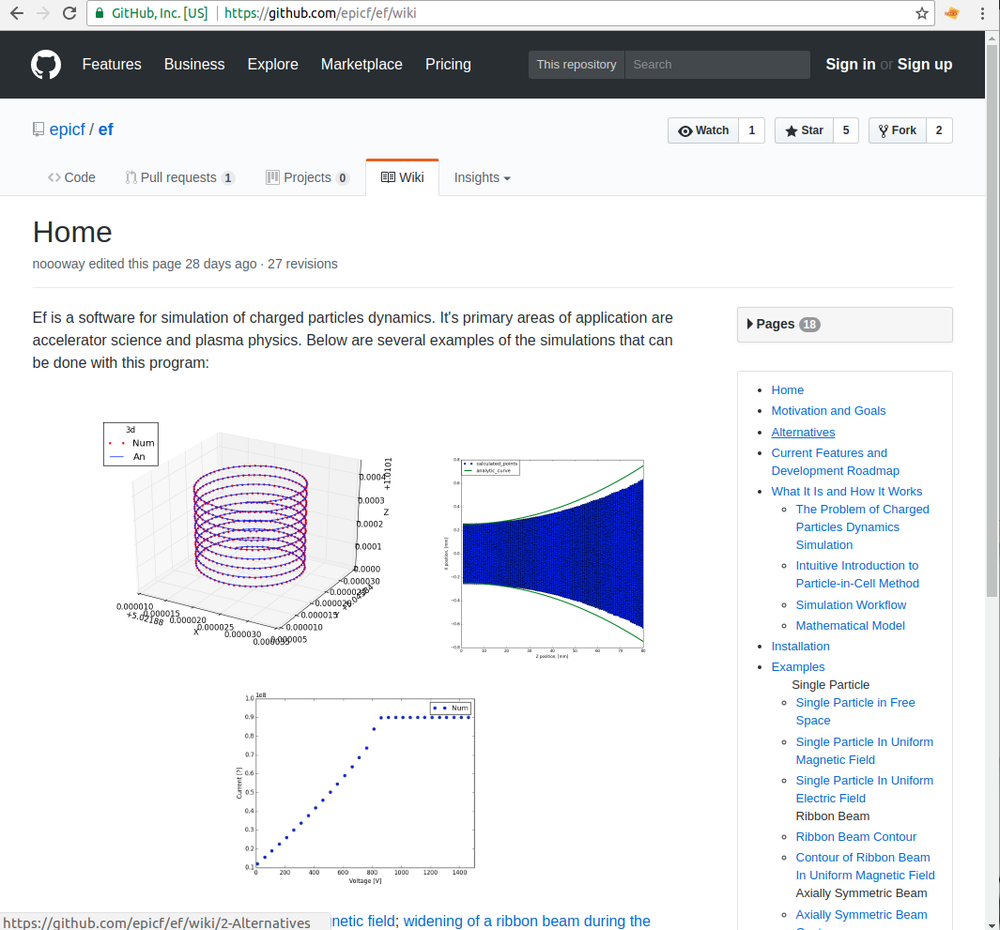 GitHub, Inc. [US]
https://github.com/epicf/ef/wiki
Features Business Explore Marketplace Pricing
This repository Search
Sign in or Sign up
epicf / ef
Watch 1 Star 5 Fork 2
Code Pull requests 1 Projects 0 Wiki Insights
Home
noooway edited this page 28 days ago · 27 revisions
Ef is a software for simulation of charged particles dynamics. It's primary areas of application are
accelerator science and plasma physics. Below are several examples of the simulations that can
be done with this program:
3d
Num
An
+1.0101
0.0004
0.0003
Z
0.0002
0.0001
0.0000
0.000030
0.000020
0.000015
Y
0.000010
0.000005
0.000010
0.000015
+5.02188
0.000020
0.000025
X
0.000030
0.000035
calculated_points
analytic_curve
0.8
0.4
0.2
0.0
−0.2
−0.4
−0.6
−0.8
X position, [mm]
0 10 20 30 40 50 60 70 80
Z position, [mm]
1e8
Num
1.0
0.9
0.8
0.7
0.6
0.5
0.4
0.3
0.2
0.1
Current [?]
0 200 400 600 800 1000 1200 1400
Voltage [V]
netic field; widening of a ribbon beam during the
Pages 18
Home
Motivation and Goals
Alternatives
Current Features and
Development Roadmap
What It Is and How It Works
The Problem of Charged
Particles Dynamics
Simulation
Intuitive Introduction to
Particle-in-Cell Method
Simulation Workflow
Mathematical Model
Installation
Examples
Single Particle
Single Particle in Free
Space
Single Particle In Uniform
Magnetic Field
Single Particle In Uniform
Electric Field
Ribbon Beam
Ribbon Beam Contour
Contour of Ribbon Beam
In Uniform Magnetic Field
Axially Symmetric Beam
Axially Symmetric Beam
https://github.com/epicf/ef/wiki/2-Alternatives